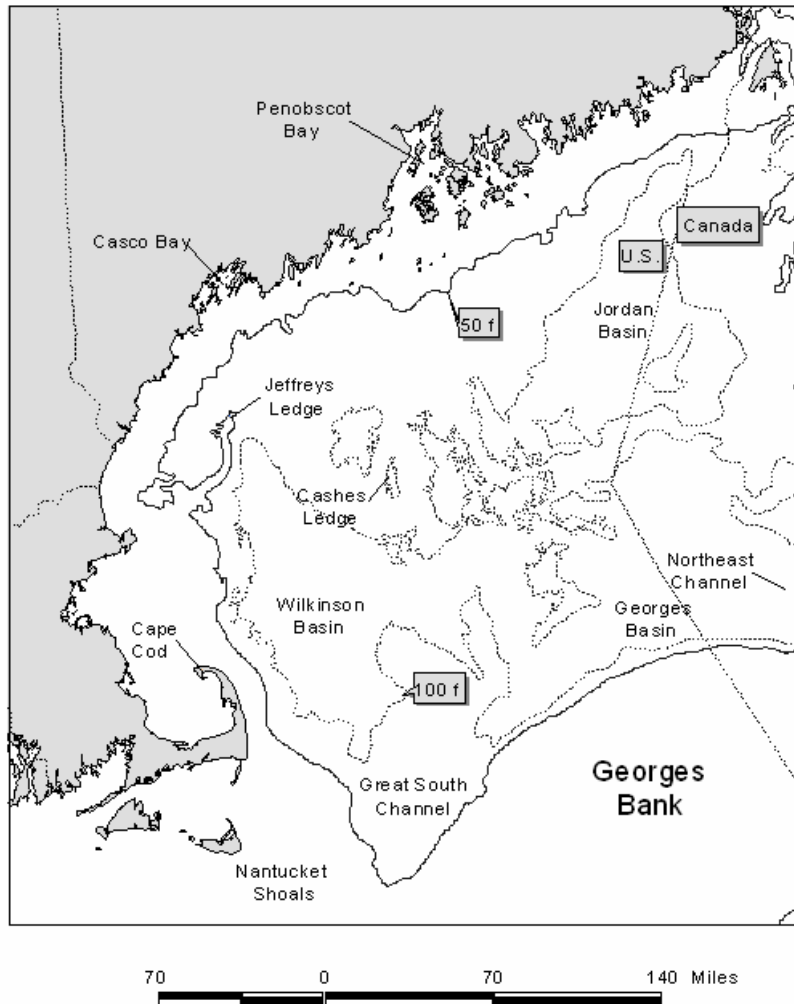 Penobscot
Bay
Casco Bay
Canada
U.S.
Jordan
Basin
50 f
Jeffreys
Ledge
Cashes
Ledge
Northeast
Channel
Wilkinson
Basin
Georges
Basin
Cape
Cod
100 f
Georges
Bank
Great South
Channel
Nantucket
Shoals
70 0 70 140 Miles